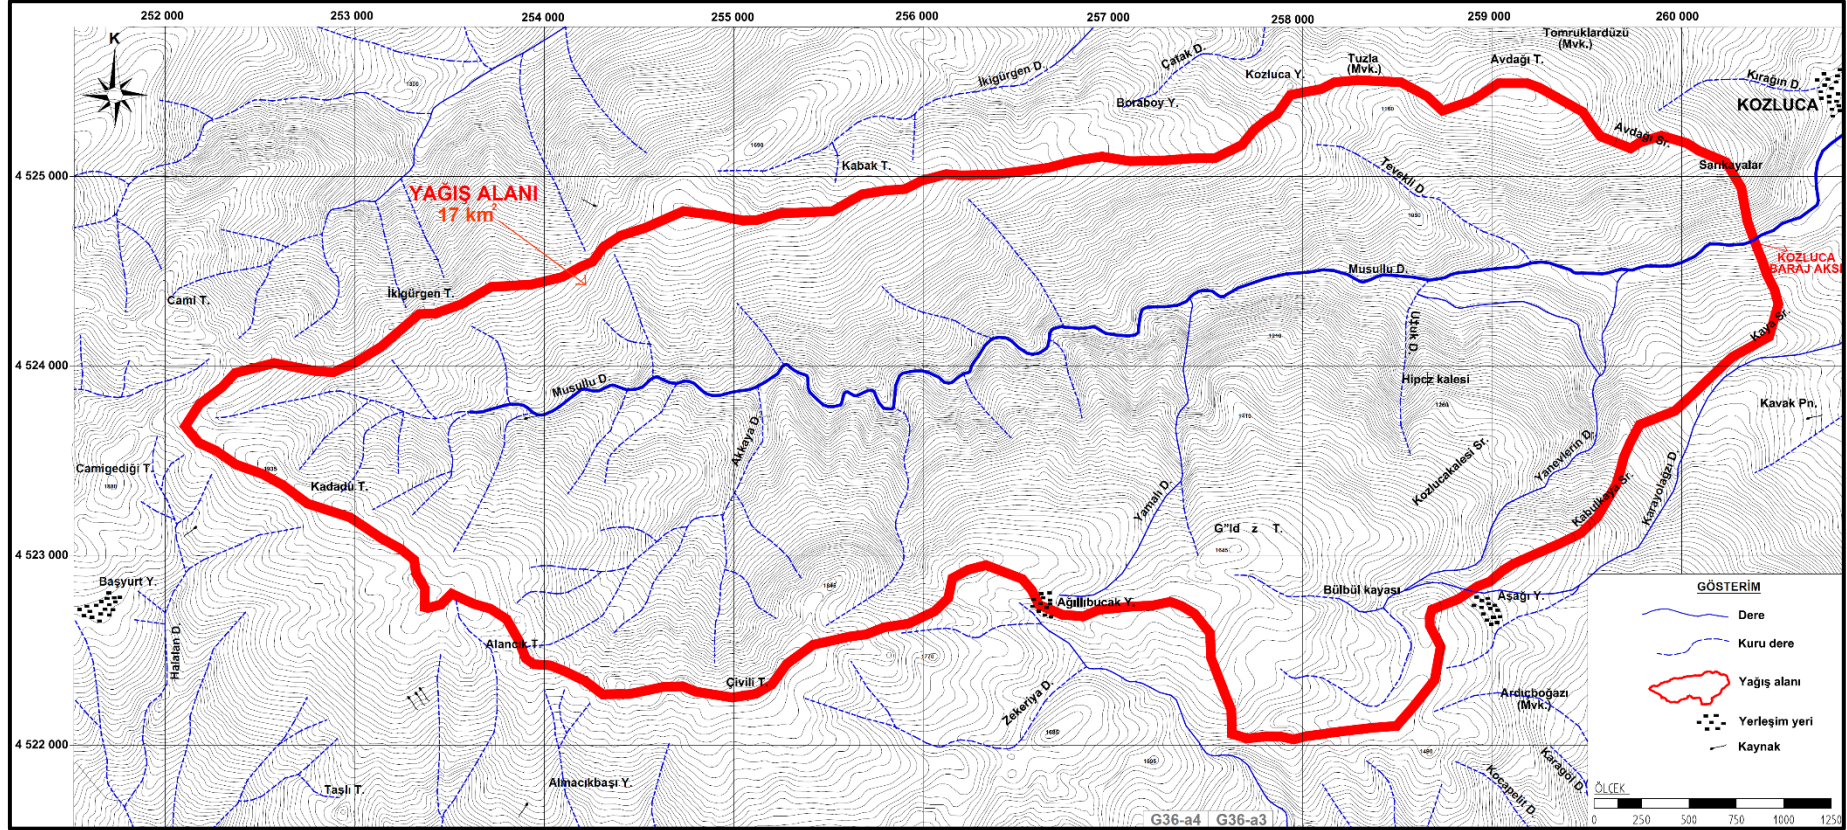 252 000
253 000
254 000
255 000
256 000
257 000
258 000
259 000
260 000
K
Tomruklardüzü
(Mvk.)
Çatak D.
Tuzla
(Mvk.)
Avdağı T.
İkigürgen D.
Kozluca Y.
Kırağın D.
Boraboy Y.
KOZLUCA
Avdağı Sr.
Kabak T.
Sarıkayalar
4 525 000
Tevekli D.
YAĞIŞ ALANI
17 km²
KOZLUCA
BARAJ AKSI
Musullu D.
Cami T.
İkigürgen T.
Kaya Sr.
4 524 000
Musullu D.
Hipcz kalesi
Kavak Pn.
Akkaya D.
Camigediği T.
Kozlucakalesi Sr.
Yanevlerin D.
Kadadü T.
Yamalı D.
Kabulkaya Sr.
Karayolağzı D.
G"ld z T.
4 523 000
Başyurt Y.
Bülbül kayası
Aşağı Y.
Ağıllıbucak Y.
Halalan D.
Alancık T.
Çivili T.
Zekeriya D.
Ardıçboğazı
(Mvk.)
4 522 000
Taşlı T.
Almacıkbaşı Y.
Karagöl D.
Kocapelit D.
G36-a4
G36-a3
GÖSTERİM
Dere
Kuru dere
Yağış alanı
Yerleşim yeri
Kaynak
ÖLÇEK
0 250 500 750 1000 1250